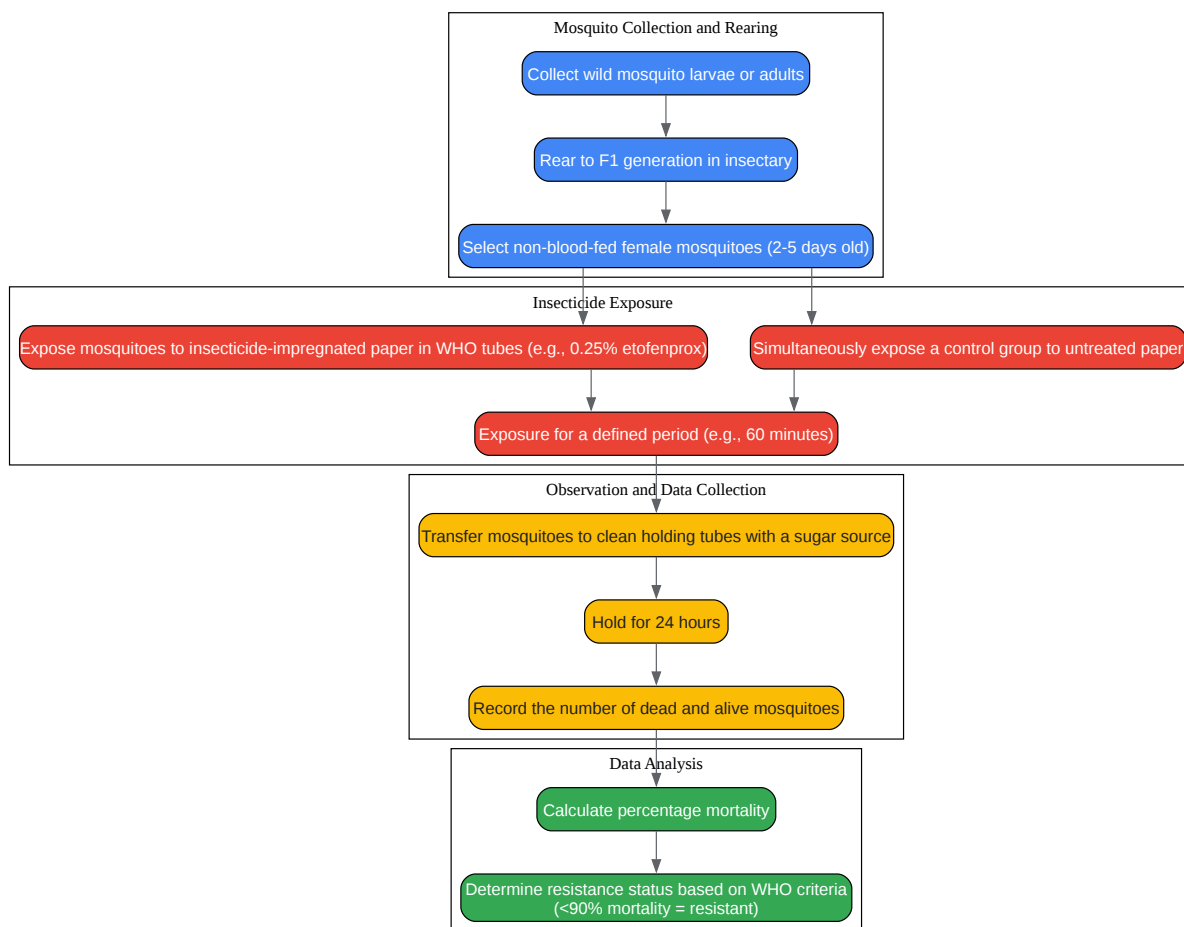 Mosquito Collection and Rearing
Collect wild mosquito larvae or adults
Rear to F1 generation in insectary
Select non-blood-fed female mosquitoes (2-5 days old)
Insecticide Exposure
Expose mosquitoes to insecticide-impregnated paper in WHO tubes (e.g., 0.25% etofenprox)
Simultaneously expose a control group to untreated paper
Exposure for a defined period (e.g., 60 minutes)
Observation and Data Collection
Transfer mosquitoes to clean holding tubes with a sugar source
Hold for 24 hours
Record the number of dead and alive mosquitoes
Data Analysis
Calculate percentage mortality
Determine resistance status based on WHO criteria
(<90% mortality = resistant)